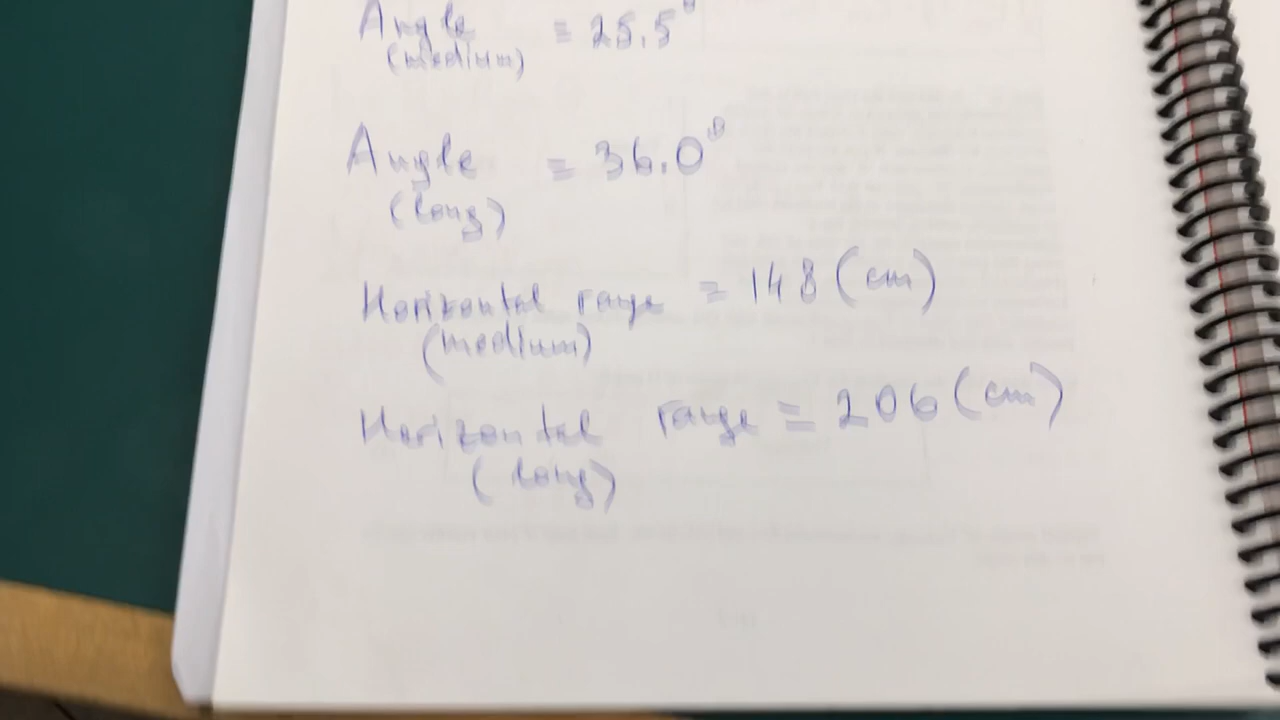 Angle = 25.5°
(medium)
Angle = 36.0°
(long)
Horizontal range = 148 (cm)
(medium)
Horizontal range = 206 (cm)
(long)